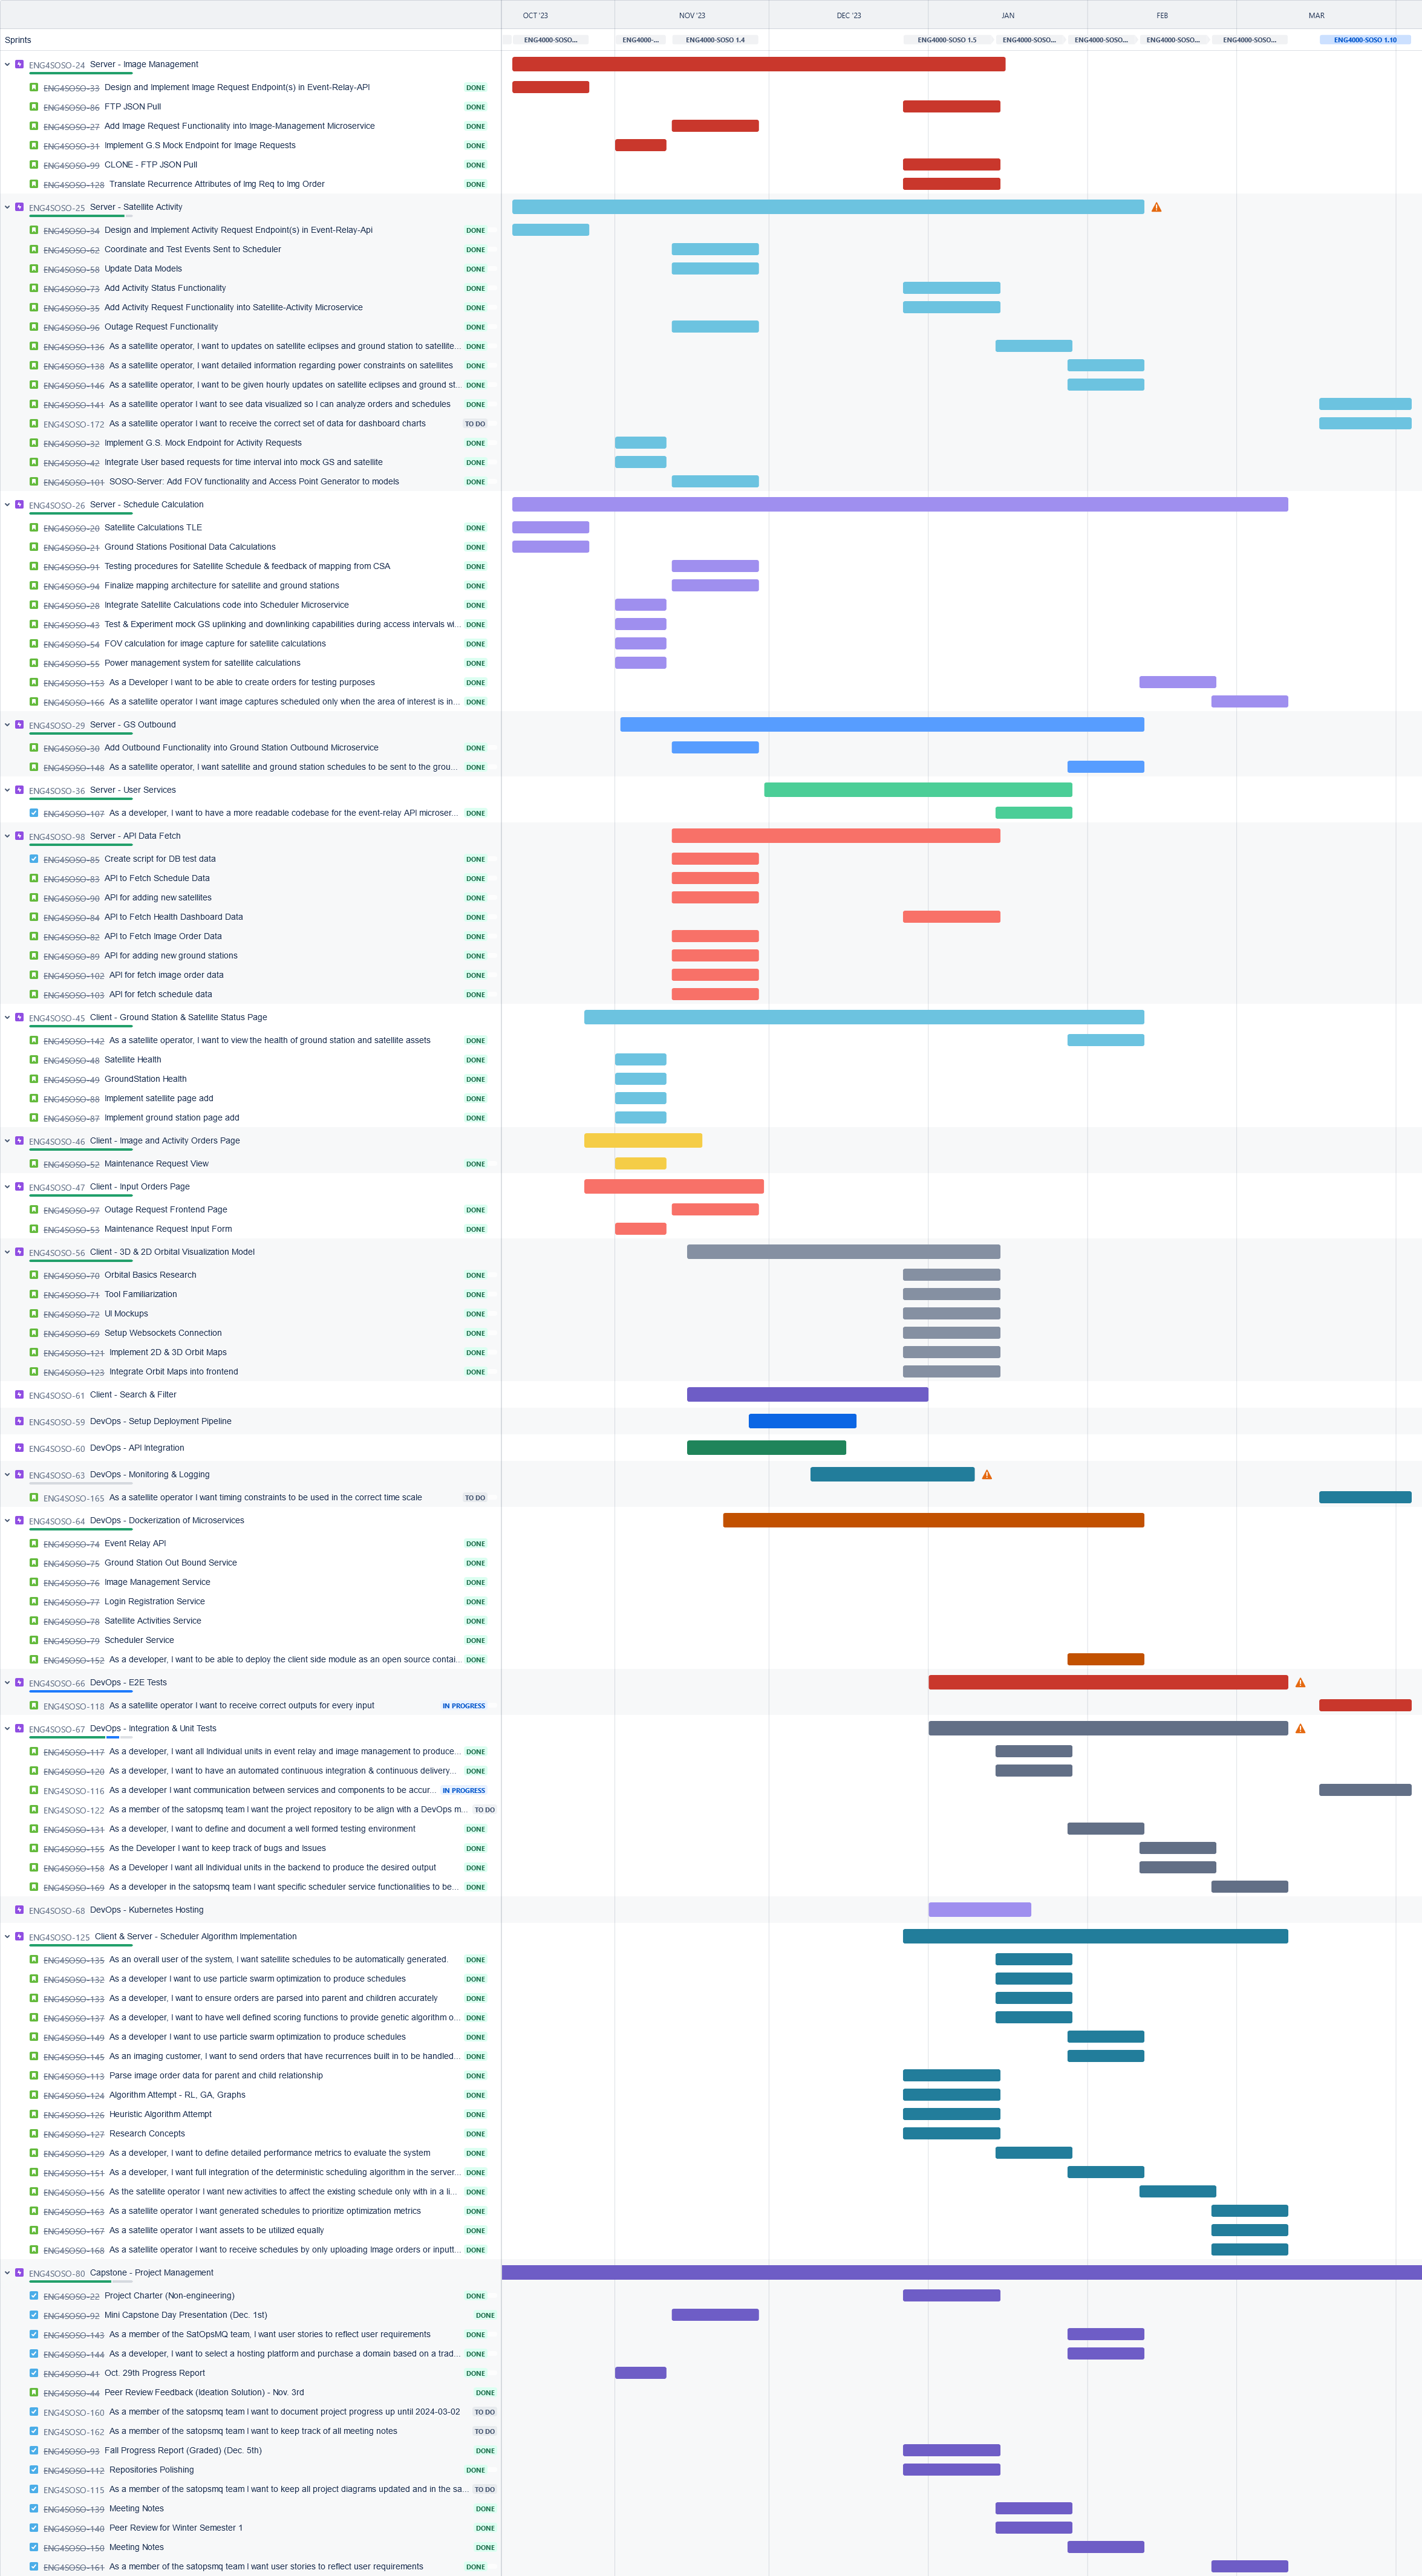 OCT '23 NOV '23 DEC '23 JAN FEB MAR
Sprints ENG4000-SOSO... ENG4000-... ENG4000-SOSO 1.4 ENG4000-SOSO 1.5 ENG4000-SOSO... ENG4000-SOSO... ENG4000-SOSO... ENG4000-SOSO... ENG4000-SOSO 1.10
ENG4SOSO-24 Server - Image Management
ENG4SOSO-33 Design and Implement Image Request Endpoint(s) in Event-Relay-API DONE
ENG4SOSO-86 FTP JSON Pull DONE
ENG4SOSO-27 Add Image Request Functionality into Image-Management Microservice DONE
ENG4SOSO-31 Implement G.S Mock Endpoint for Image Requests DONE
ENG4SOSO-99 CLONE - FTP JSON Pull DONE
ENG4SOSO-128 Translate Recurrence Attributes of Img Req to Img Order DONE
ENG4SOSO-25 Server - Satellite Activity
ENG4SOSO-34 Design and Implement Activity Request Endpoint(s) in Event-Relay-Api DONE
ENG4SOSO-62 Coordinate and Test Events Sent to Scheduler DONE
ENG4SOSO-58 Update Data Models DONE
ENG4SOSO-73 Add Activity Status Functionality DONE
ENG4SOSO-35 Add Activity Request Functionality into Satellite-Activity Microservice DONE
ENG4SOSO-96 Outage Request Functionality DONE
ENG4SOSO-136 As a satellite operator, I want to updates on satellite eclipses and ground station to satellite... DONE
ENG4SOSO-138 As a satellite operator, I want detailed information regarding power constraints on satellites DONE
ENG4SOSO-146 As a satellite operator, I want to be given hourly updates on satellite eclipses and ground st... DONE
ENG4SOSO-141 As a satellite operator I want to see data visualized so I can analyze orders and schedules DONE
ENG4SOSO-172 As a satellite operator I want to receive the correct set of data for dashboard charts TO DO
ENG4SOSO-32 Implement G.S. Mock Endpoint for Activity Requests DONE
ENG4SOSO-42 Integrate User based requests for time interval into mock GS and satellite DONE
ENG4SOSO-101 SOSO-Server: Add FOV functionality and Access Point Generator to models DONE
ENG4SOSO-26 Server - Schedule Calculation
ENG4SOSO-20 Satellite Calculations TLE DONE
ENG4SOSO-21 Ground Stations Positional Data Calculations DONE
ENG4SOSO-91 Testing procedures for Satellite Schedule & feedback of mapping from CSA DONE
ENG4SOSO-94 Finalize mapping architecture for satellite and ground stations DONE
ENG4SOSO-28 Integrate Satellite Calculations code into Scheduler Microservice DONE
ENG4SOSO-43 Test & Experiment mock GS uplinking and downlinking capabilities during access intervals wi... DONE
ENG4SOSO-54 FOV calculation for image capture for satellite calculations DONE
ENG4SOSO-55 Power management system for satellite calculations DONE
ENG4SOSO-153 As a Developer I want to be able to create orders for testing purposes DONE
ENG4SOSO-166 As a satellite operator I want image captures scheduled only when the area of interest is in... DONE
ENG4SOSO-29 Server - GS Outbound
ENG4SOSO-30 Add Outbound Functionality into Ground Station Outbound Microservice DONE
ENG4SOSO-148 As a satellite operator, I want satellite and ground station schedules to be sent to the grou... DONE
ENG4SOSO-36 Server - User Services
ENG4SOSO-107 As a developer, I want to have a more readable codebase for the event-relay API microser... DONE
ENG4SOSO-98 Server - API Data Fetch
ENG4SOSO-85 Create script for DB test data DONE
ENG4SOSO-83 API to Fetch Schedule Data DONE
ENG4SOSO-90 API for adding new satellites DONE
ENG4SOSO-84 API to Fetch Health Dashboard Data DONE
ENG4SOSO-82 API to Fetch Image Order Data DONE
ENG4SOSO-89 API for adding new ground stations DONE
ENG4SOSO-102 API for fetch image order data DONE
ENG4SOSO-103 API for fetch schedule data DONE
ENG4SOSO-45 Client - Ground Station & Satellite Status Page
ENG4SOSO-142 As a satellite operator, I want to view the health of ground station and satellite assets DONE
ENG4SOSO-48 Satellite Health DONE
ENG4SOSO-49 GroundStation Health DONE
ENG4SOSO-88 Implement satellite page add DONE
ENG4SOSO-87 Implement ground station page add DONE
ENG4SOSO-46 Client - Image and Activity Orders Page
ENG4SOSO-52 Maintenance Request View DONE
ENG4SOSO-47 Client - Input Orders Page
ENG4SOSO-97 Outage Request Frontend Page DONE
ENG4SOSO-53 Maintenance Request Input Form DONE
ENG4SOSO-56 Client - 3D & 2D Orbital Visualization Model
ENG4SOSO-70 Orbital Basics Research DONE
ENG4SOSO-71 Tool Familiarization DONE
ENG4SOSO-72 UI Mockups DONE
ENG4SOSO-69 Setup Websockets Connection DONE
ENG4SOSO-121 Implement 2D & 3D Orbit Maps DONE
ENG4SOSO-123 Integrate Orbit Maps into frontend DONE
ENG4SOSO-61 Client - Search & Filter
ENG4SOSO-59 DevOps - Setup Deployment Pipeline
ENG4SOSO-60 DevOps - API Integration
ENG4SOSO-63 DevOps - Monitoring & Logging
ENG4SOSO-165 As a satellite operator I want timing constraints to be used in the correct time scale TO DO
ENG4SOSO-64 DevOps - Dockerization of Microservices
ENG4SOSO-74 Event Relay API DONE
ENG4SOSO-75 Ground Station Out Bound Service DONE
ENG4SOSO-76 Image Management Service DONE
ENG4SOSO-77 Login Registration Service DONE
ENG4SOSO-78 Satellite Activities Service DONE
ENG4SOSO-79 Scheduler Service DONE
ENG4SOSO-152 As a developer, I want to be able to deploy the client side module as an open source contai... DONE
ENG4SOSO-66 DevOps - E2E Tests
ENG4SOSO-118 As a satellite operator I want to receive correct outputs for every input IN PROGRESS
ENG4SOSO-67 DevOps - Integration & Unit Tests
ENG4SOSO-117 As a developer, I want all Individual units in event relay and image management to produce... DONE
ENG4SOSO-120 As a developer, I want to have an automated continuous integration & continuous delivery... DONE
ENG4SOSO-116 As a developer I want communication between services and components to be accur... IN PROGRESS
ENG4SOSO-122 As a member of the satopsmq team I want the project repository to be align with a DevOps m... TO DO
ENG4SOSO-131 As a developer, I want to define and document a well formed testing environment DONE
ENG4SOSO-155 As the Developer I want to keep track of bugs and Issues DONE
ENG4SOSO-158 As a Developer I want all Individual units in the backend to produce the desired output DONE
ENG4SOSO-169 As a developer in the satopsmq team I want specific scheduler service functionalities to be... DONE
ENG4SOSO-68 DevOps - Kubernetes Hosting
ENG4SOSO-125 Client & Server - Scheduler Algorithm Implementation
ENG4SOSO-135 As an overall user of the system, I want satellite schedules to be automatically generated. DONE
ENG4SOSO-132 As a developer I want to use particle swarm optimization to produce schedules DONE
ENG4SOSO-133 As a developer, I want to ensure orders are parsed into parent and children accurately DONE
ENG4SOSO-137 As a developer, I want to have well defined scoring functions to provide genetic algorithm o... DONE
ENG4SOSO-149 As a developer I want to use particle swarm optimization to produce schedules DONE
ENG4SOSO-145 As an imaging customer, I want to send orders that have recurrences built in to be handled... DONE
ENG4SOSO-113 Parse image order data for parent and child relationship DONE
ENG4SOSO-124 Algorithm Attempt - RL, GA, Graphs DONE
ENG4SOSO-126 Heuristic Algorithm Attempt DONE
ENG4SOSO-127 Research Concepts DONE
ENG4SOSO-129 As a developer, I want to define detailed performance metrics to evaluate the system DONE
ENG4SOSO-151 As a developer, I want full integration of the deterministic scheduling algorithm in the server... DONE
ENG4SOSO-156 As the satellite operator I want new activities to affect the existing schedule only with in a li... DONE
ENG4SOSO-163 As a satellite operator I want generated schedules to prioritize optimization metrics DONE
ENG4SOSO-167 As a satellite operator I want assets to be utilized equally DONE
ENG4SOSO-168 As a satellite operator I want to receive schedules by only uploading Image orders or inputt... DONE
ENG4SOSO-80 Capstone - Project Management
ENG4SOSO-22 Project Charter (Non-engineering) DONE
ENG4SOSO-92 Mini Capstone Day Presentation (Dec. 1st) DONE
ENG4SOSO-143 As a member of the SatOpsMQ team, I want user stories to reflect user requirements DONE
ENG4SOSO-144 As a developer, I want to select a hosting platform and purchase a domain based on a trad... DONE
ENG4SOSO-41 Oct. 29th Progress Report DONE
ENG4SOSO-44 Peer Review Feedback (Ideation Solution) - Nov. 3rd DONE
ENG4SOSO-160 As a member of the satopsmq team I want to document project progress up until 2024-03-02 TO DO
ENG4SOSO-162 As a member of the satopsmq team I want to keep track of all meeting notes TO DO
ENG4SOSO-93 Fall Progress Report (Graded) (Dec. 5th) DONE
ENG4SOSO-112 Repositories Polishing DONE
ENG4SOSO-115 As a member of the satopsmq team I want to keep all project diagrams updated and in the sa... TO DO
ENG4SOSO-139 Meeting Notes DONE
ENG4SOSO-140 Peer Review for Winter Semester 1 DONE
ENG4SOSO-150 Meeting Notes DONE
ENG4SOSO-161 As a member of the satopsmq team I want user stories to reflect user requirements DONE